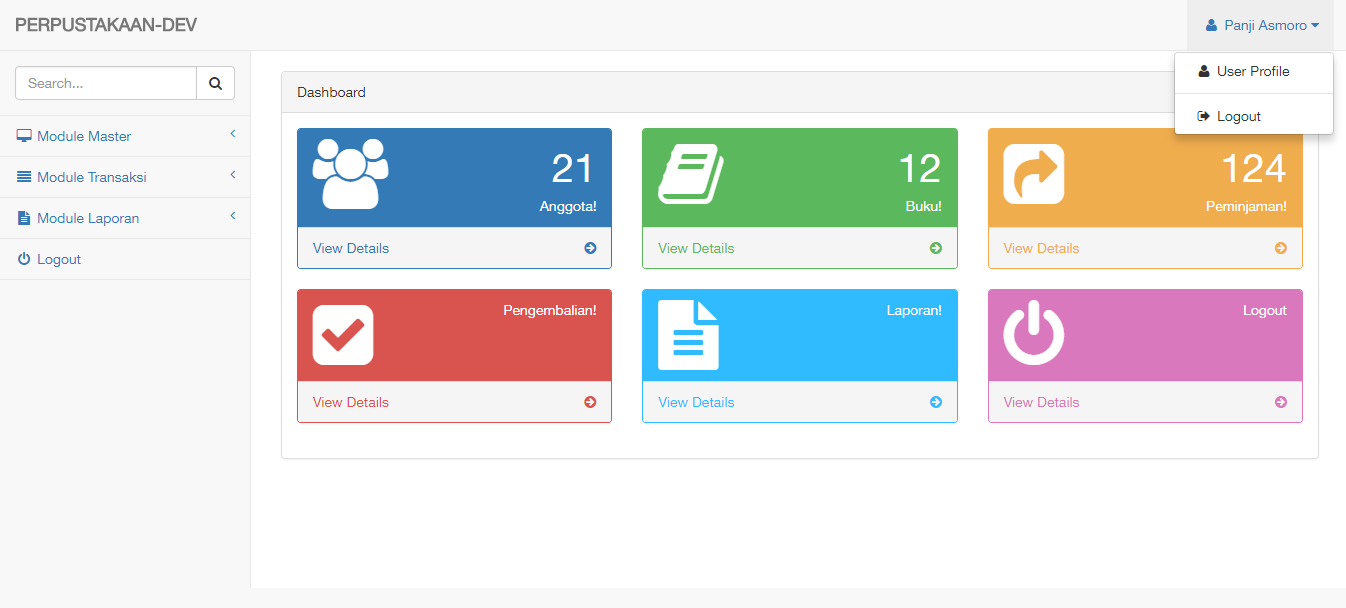 PERPUSTAKAAN-DEV
Panji Asmoro
User Profile
Logout
Search...
Module Master
Module Transaksi
Module Laporan
Logout
Dashboard
21
Anggota!
View Details
12
Buku!
View Details
124
Peminjaman!
View Details
Pengembalian!
View Details
Laporan!
View Details
Logout
View Details